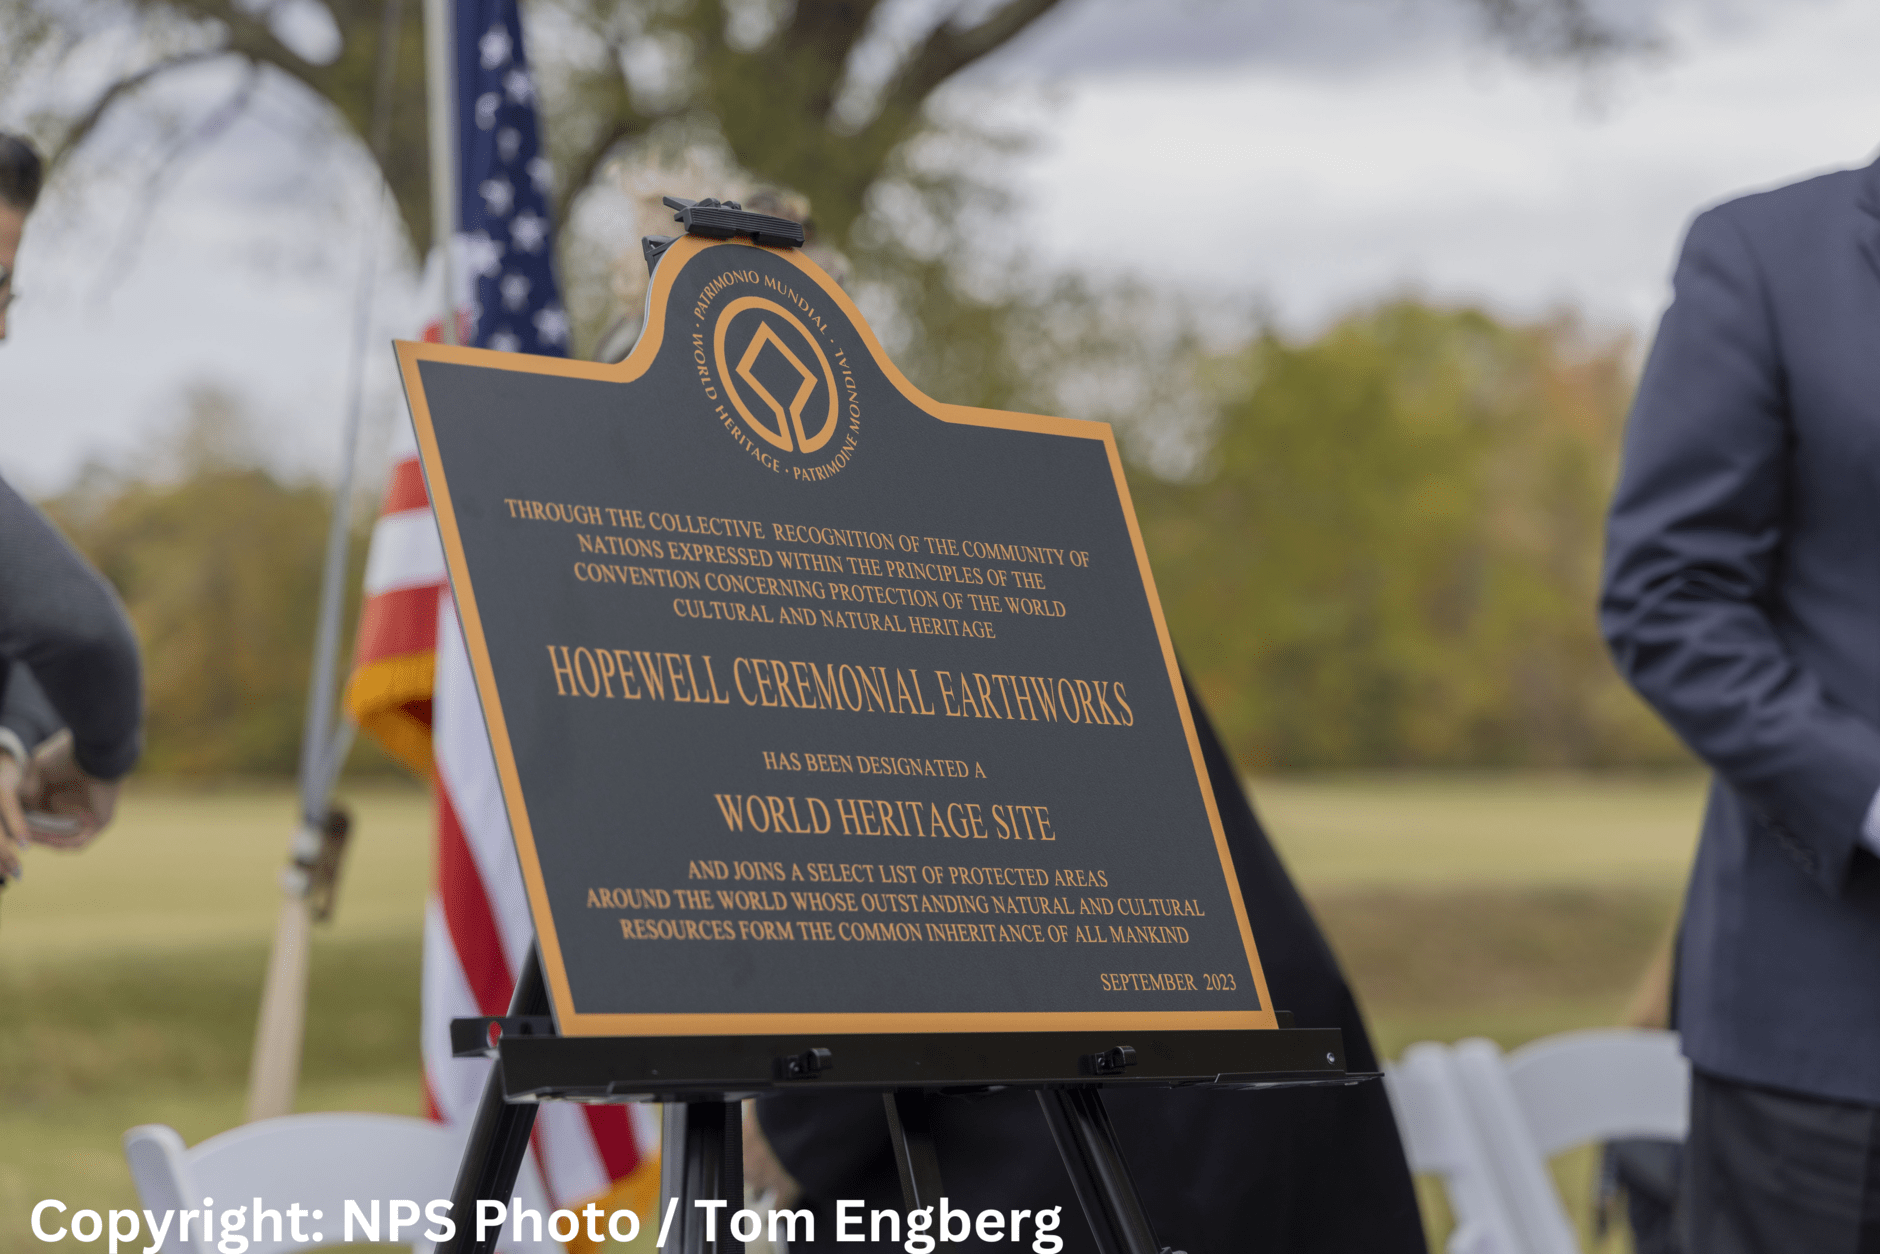 · PATRIMONIO MUNDIAL ·
WORLD HERITAGE · PATRIMOINE MONDIAL
THROUGH THE COLLECTIVE RECOGNITION OF THE COMMUNITY OF
NATIONS EXPRESSED WITHIN THE PRINCIPLES OF THE
CONVENTION CONCERNING PROTECTION OF THE WORLD
CULTURAL AND NATURAL HERITAGE
HOPEWELL CEREMONIAL EARTHWORKS
HAS BEEN DESIGNATED A
WORLD HERITAGE SITE
AND JOINS A SELECT LIST OF PROTECTED AREAS
AROUND THE WORLD WHOSE OUTSTANDING NATURAL AND CULTURAL
RESOURCES FORM THE COMMON INHERITANCE OF ALL MANKIND
SEPTEMBER 2023
Copyright: NPS Photo / Tom Engberg